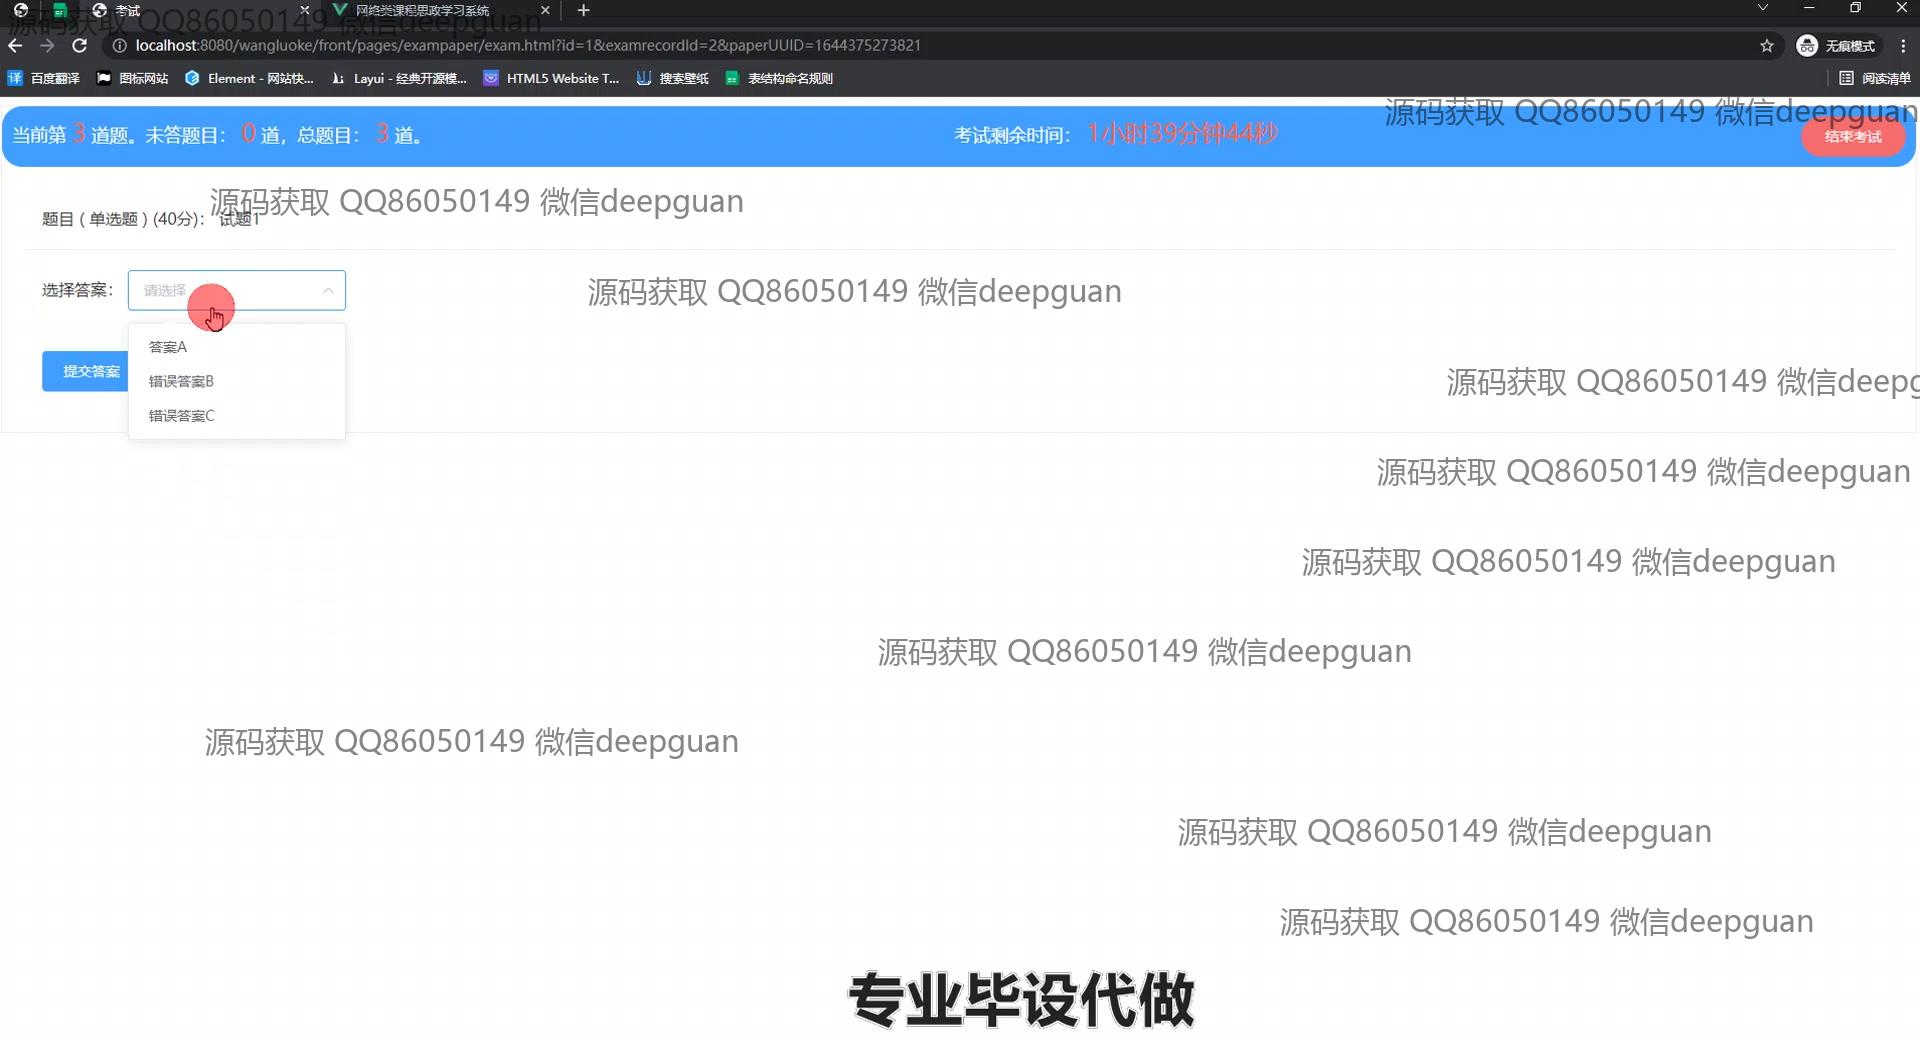 考试
网络类课程思政学习系统
源码获取 QQ86050149 微信deepguan
localhost:8080/wangluoke/front/pages/exampaper/exam.html?id=1&examrecordId=2&paperUUID=1644375273821
无痕模式
百度翻译
图标网站
Element - 网站快...
Layui - 经典开源模...
HTML5 Website T...
搜索壁纸
表结构命名规则
阅读清单
源码获取 QQ86050149 微信deepguan
当前第 3 道题。未答题目： 0 道，总题目： 3 道。
考试剩余时间： 1小时39分钟44秒
结束考试
源码获取 QQ86050149 微信deepguan
题目 ( 单选题 ) (40分)： 试题1
选择答案：
请选择
源码获取 QQ86050149 微信deepguan
答案A
提交答案
错误答案B
源码获取 QQ86050149 微信deepg
错误答案C
源码获取 QQ86050149 微信deepguan
源码获取 QQ86050149 微信deepguan
源码获取 QQ86050149 微信deepguan
源码获取 QQ86050149 微信deepguan
源码获取 QQ86050149 微信deepguan
源码获取 QQ86050149 微信deepguan
专业毕设代做